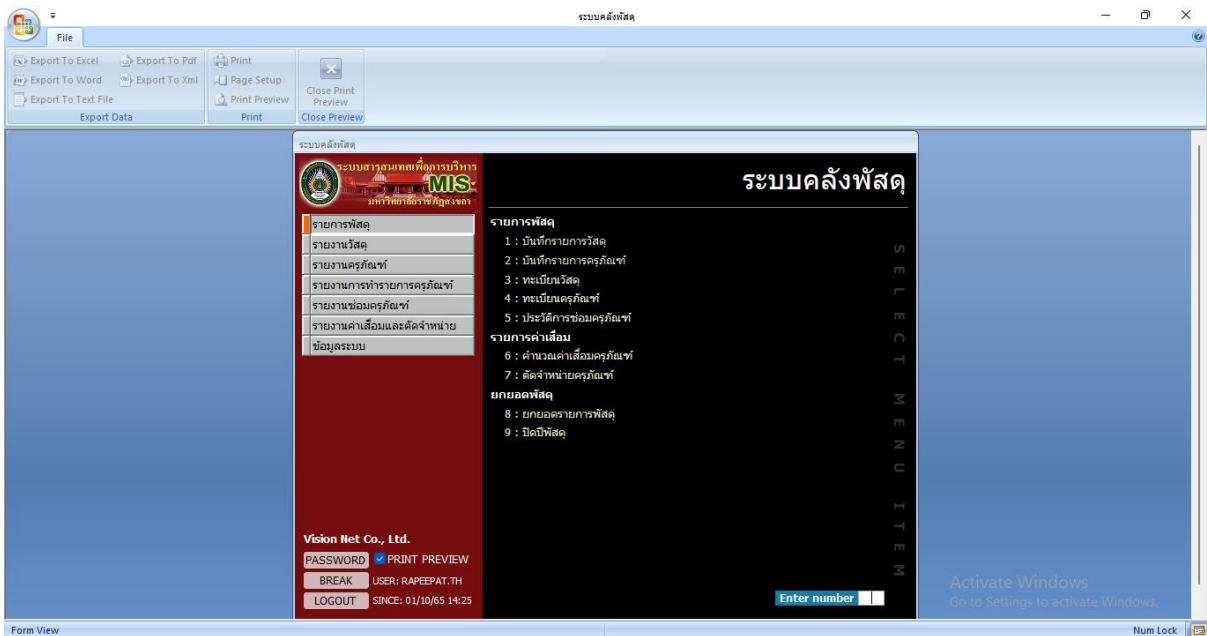 ระบบคลังพัสดุ
File
Export To Excel
Export To Pdf
Print
Export To Word
Export To Xml
Page Setup
Close Print Preview
Export To Text File
Print Preview
Export Data
Print
Close Preview
ระบบคลังพัสดุ
ระบบสารสนเทศเพื่อการบริหาร
MIS
มหาวิทยาลัยราชภัฏสงขลา
ระบบคลังพัสดุ
รายการพัสดุ
รายงานวัสดุ
รายงานครุภัณฑ์
รายงานการทำรายการครุภัณฑ์
รายงานซ่อมครุภัณฑ์
รายงานค่าเสื่อมและตัดจำหน่าย
ข้อมูลระบบ
รายการพัสดุ
1 : บันทึกรายการวัสดุ
2 : บันทึกรายการครุภัณฑ์
3 : ทะเบียนวัสดุ
4 : ทะเบียนครุภัณฑ์
5 : ประวัติการซ่อมครุภัณฑ์
รายการค่าเสื่อม
6 : คำนวณค่าเสื่อมครุภัณฑ์
7 : ตัดจำหน่ายครุภัณฑ์
ยกยอดพัสดุ
8 : ยกยอดรายการพัสดุ
9 : ปิดปีพัสดุ
SELECT MENU ITEM
Vision Net Co., Ltd.
PASSWORD
PRINT PREVIEW
BREAK
USER: RAPEEPAT.TH
LOGOUT
SINCE: 01/10/65 14:25
Enter number
Activate Windows
Go to Settings to activate Windows.
Form View
Num Lock